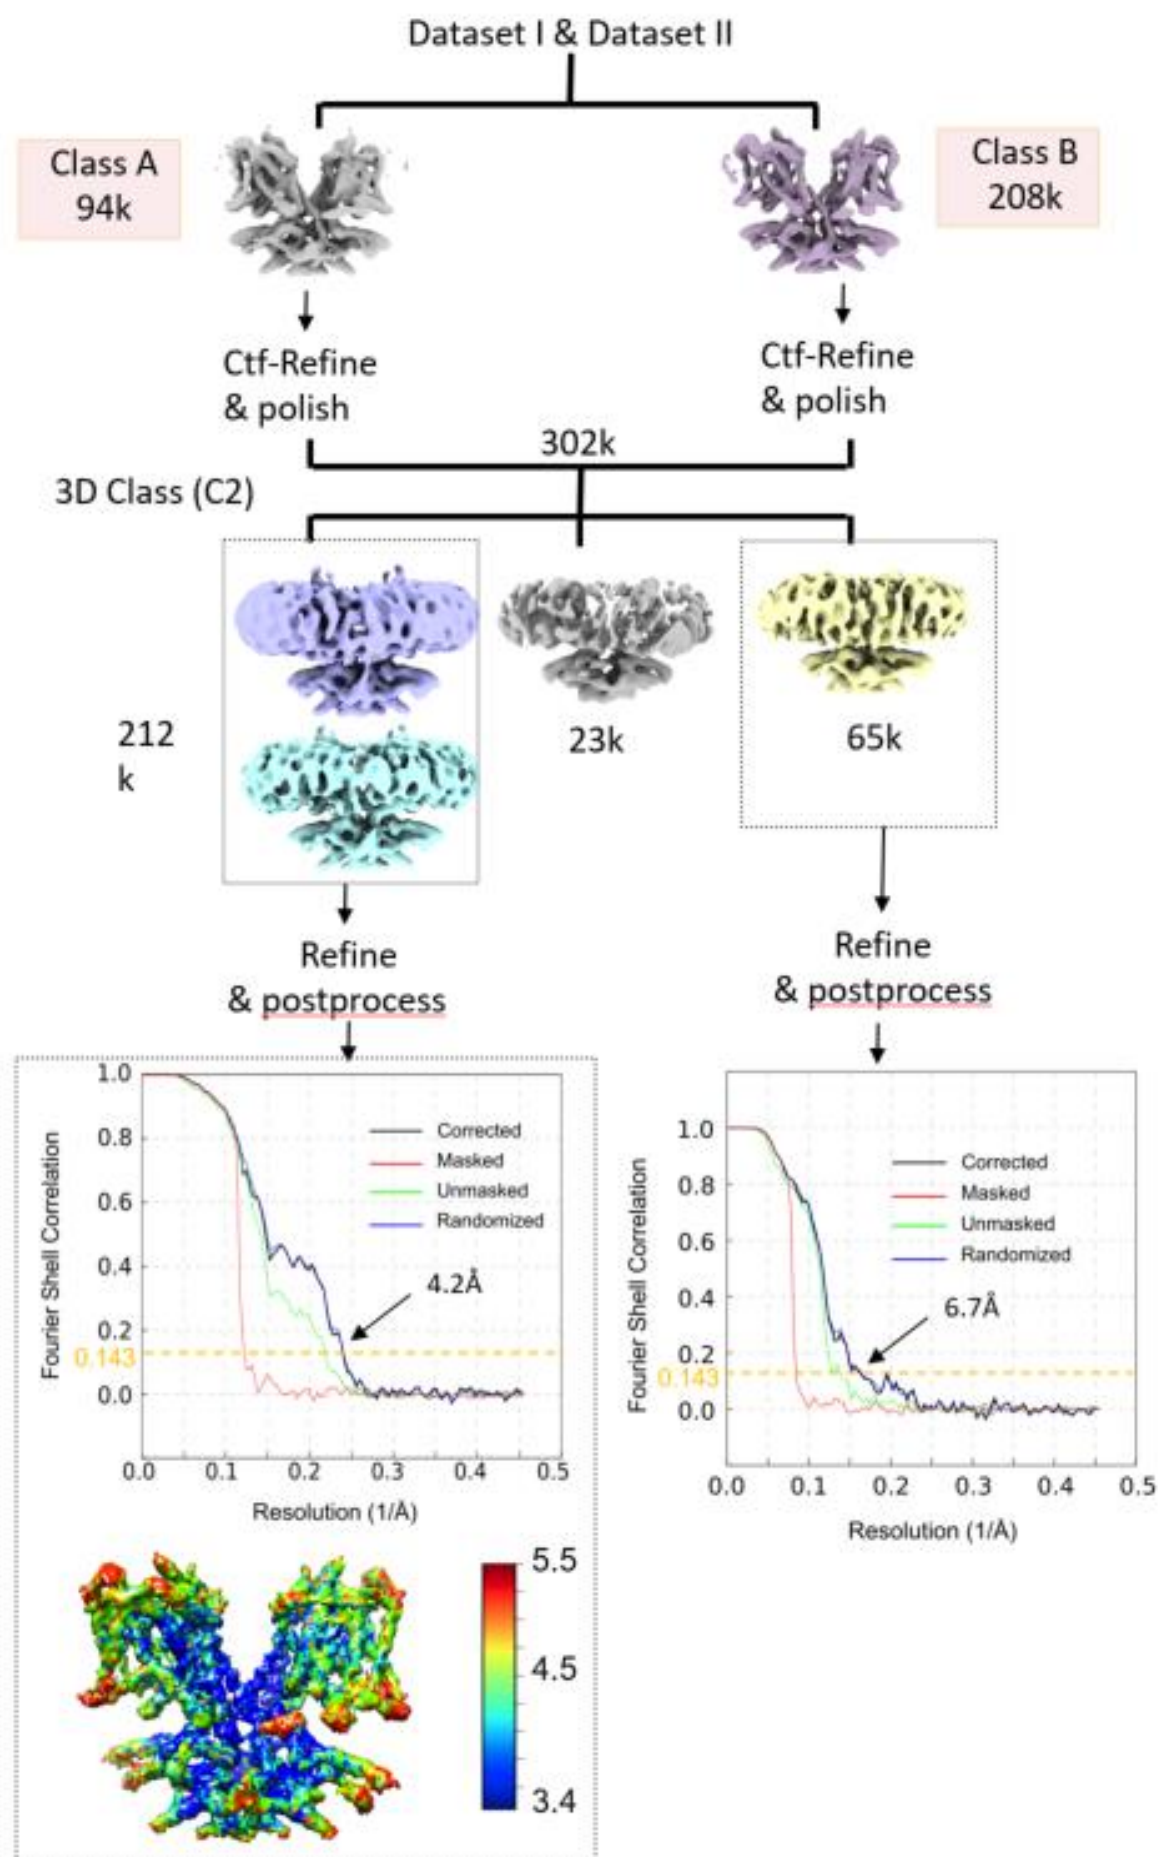 Dataset I & Dataset II
Class A
94k
Class B
208k
Ctf-Refine
& polish
Ctf-Refine
& polish
302k
3D Class (C2)
212
k
23k
65k
Refine
& postprocess
Refine
& postprocess
1.0
0.8
0.6
0.4
0.2
0.143
0.0
Fourier Shell Correlation
Corrected
Masked
Unmasked
Randomized
4.2Å
0.0 0.1 0.2 0.3 0.4 0.5
Resolution (1/Å)
1.0
0.8
0.6
0.4
0.2
0.143
0.0
Fourier Shell Correlation
Corrected
Masked
Unmasked
Randomized
6.7Å
0.0 0.1 0.2 0.3 0.4 0.5
Resolution (1/Å)
5.5
4.5
3.4